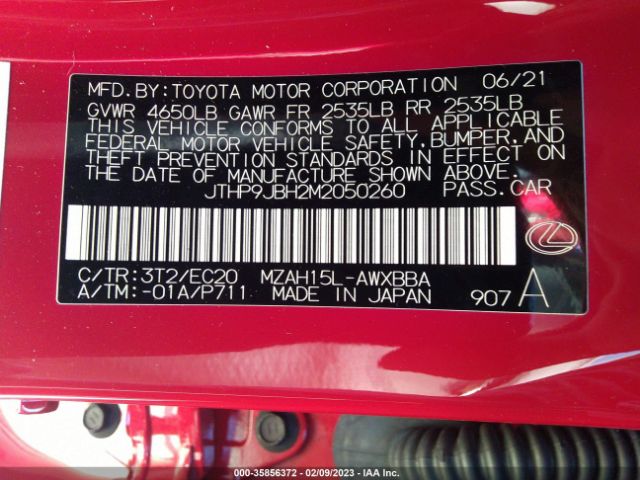 MFD. BY: TOYOTA MOTOR CORPORATION 06/21
GVWR 4650LB GAWR FR 2535LB RR 2535LB
THIS VEHICLE CONFORMS TO ALL APPLICABLE
FEDERAL MOTOR VEHICLE SAFETY, BUMPER, AND
THEFT PREVENTION STANDARDS IN EFFECT ON
THE DATE OF MANUFACTURE SHOWN ABOVE.
JTHP9JBH2M2050260 PASS. CAR
C/TR: 3T2/EC20 MZAH15L-AWXBBA
A/TM: -01A/P711 MADE IN JAPAN 907 A
000-35856372 - 02/09/2023 - IAA Inc.